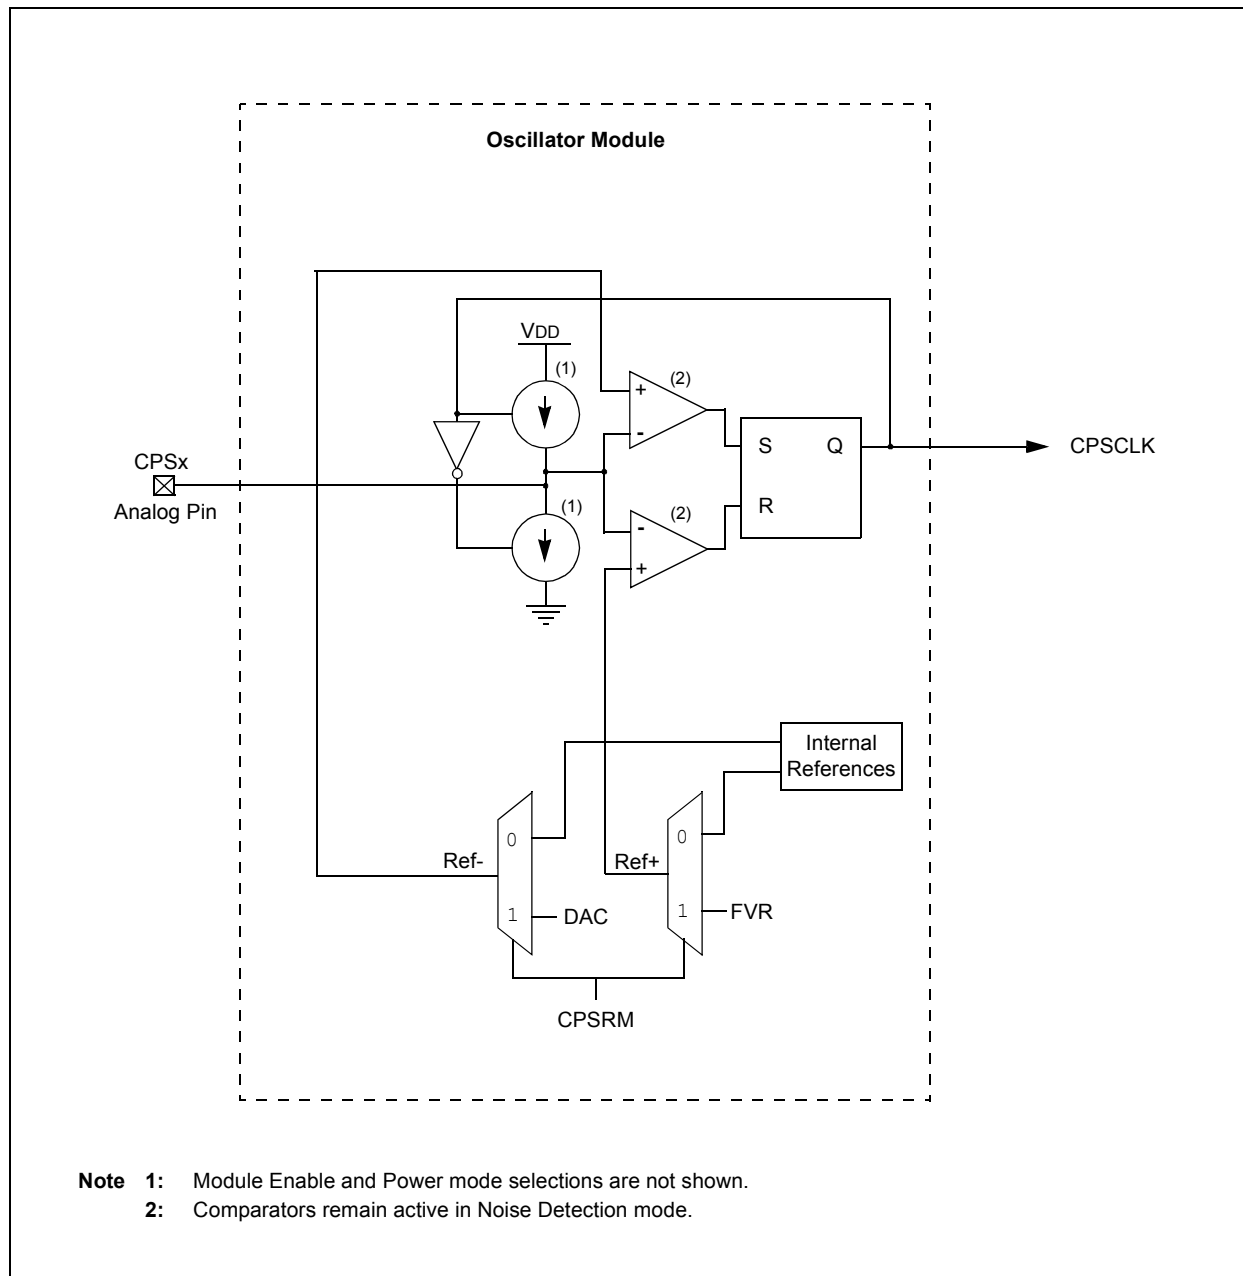 Oscillator Module
VDD
(1)
(2)
+
-
S Q
CPSCLK
CPSx
Analog Pin
(1)
(2)
-
R
+
Internal
References
0
0
Ref-
Ref+
1
DAC
1
FVR
CPSRM
Note 1: Module Enable and Power mode selections are not shown.
2: Comparators remain active in Noise Detection mode.